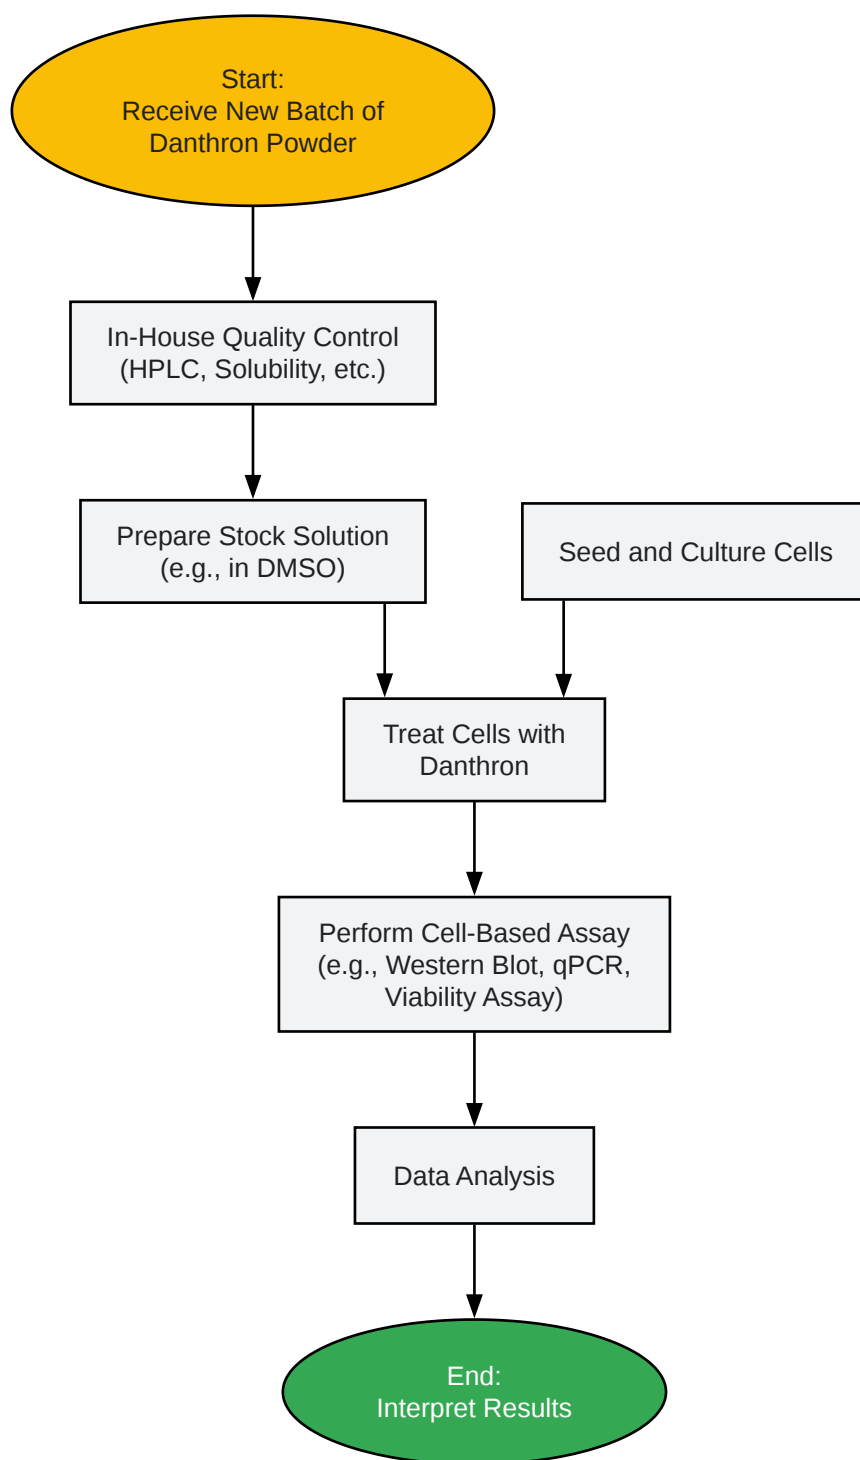 Start:
Receive New Batch of
Danthron Powder
In-House Quality Control
(HPLC, Solubility, etc.)
Prepare Stock Solution
(e.g., in DMSO)
Seed and Culture Cells
Treat Cells with
Danthron
Perform Cell-Based Assay
(e.g., Western Blot, qPCR,
Viability Assay)
Data Analysis
End:
Interpret Results